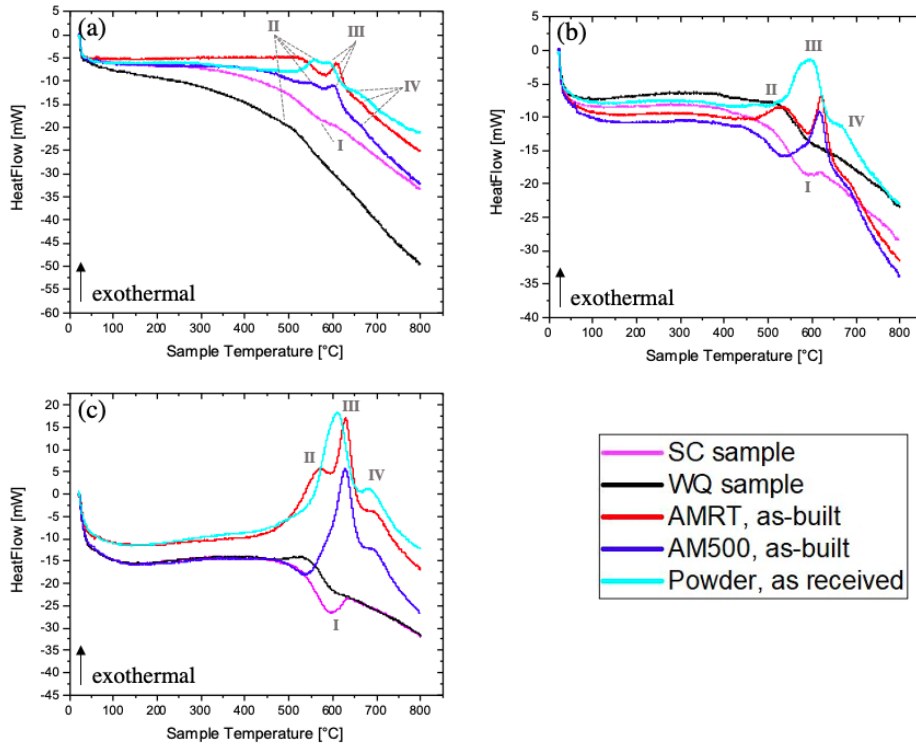 (a)
5
0
-5
-10
-15
-20
-25
-30
-35
-40
-45
-50
-55
-60
HeatFlow [mW]
II
III
IV
I
exothermal
0 100 200 300 400 500 600 700 800
Sample Temperature [°C]
(b)
5
0
-5
-10
-15
-20
-25
-30
-35
-40
HeatFlow [mW]
III
II
IV
I
exothermal
0 100 200 300 400 500 600 700 800
Sample Temperature [°C]
(c)
20
15
10
5
0
-5
-10
-15
-20
-25
-30
-35
-40
45
HeatFlow [mW]
III
II
IV
I
exothermal
0 100 200 300 400 500 600 700 800
Sample Temperature [°C]
SC sample
WQ sample
AMRT, as-built
AM500, as-built
Powder, as received